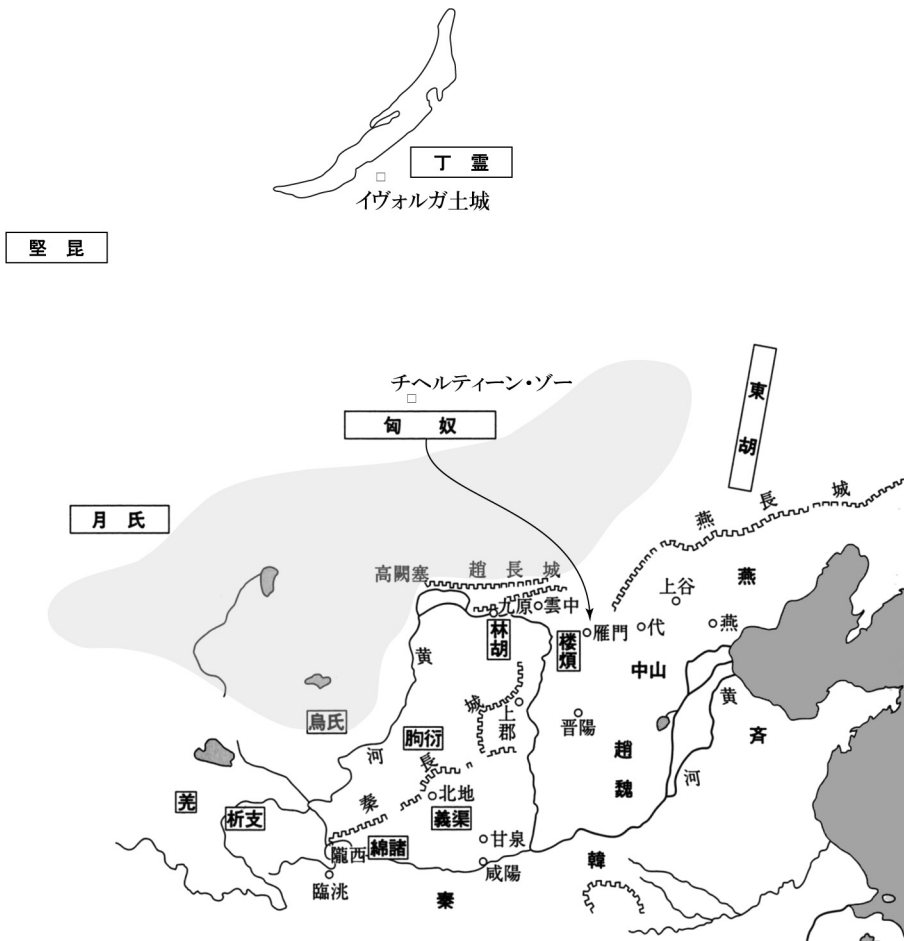 丁霊
イヴォルガ土城
堅昆
チヘルティーン・ゾー
匈奴
東胡
月氏
燕長城
高闕塞
趙長城
燕
上谷
九原
雲中
林胡
楼煩
雁門
代
燕
中山
黄河
烏氏
朐衍
秦長城
上郡
晋陽
趙
魏
黄河
斉
羌
析支
北地
義渠
甘泉
隴西
綿諸
咸陽
韓
臨洮
秦